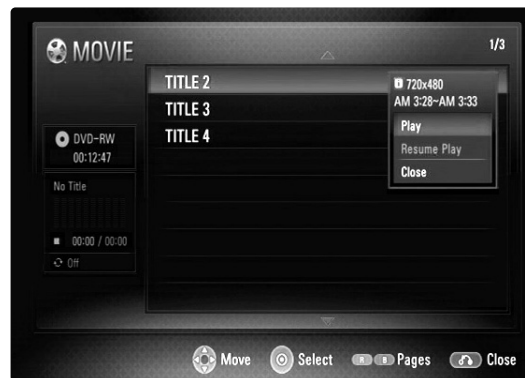 MOVIE
1/3
TITLE 2
TITLE 3
TITLE 4
720x480
AM 3:28~AM 3:33
Play
Resume Play
Close
DVD-RW
00:12:47
No Title
00:00 / 00:00
Off
Move Select Pages Close